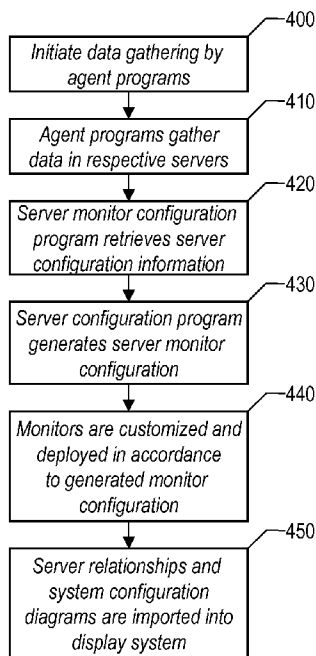 400
Initiate data gathering by
agent programs
410
Agent programs gather
data in respective servers
420
Server monitor configuration
program retrieves server
configuration information
430
Server configuration program
generates server monitor
configuration
440
Monitors are customized and
deployed in accordance
to generated monitor
configuration
450
Server relationships and
system configuration
diagrams are imported into
display system